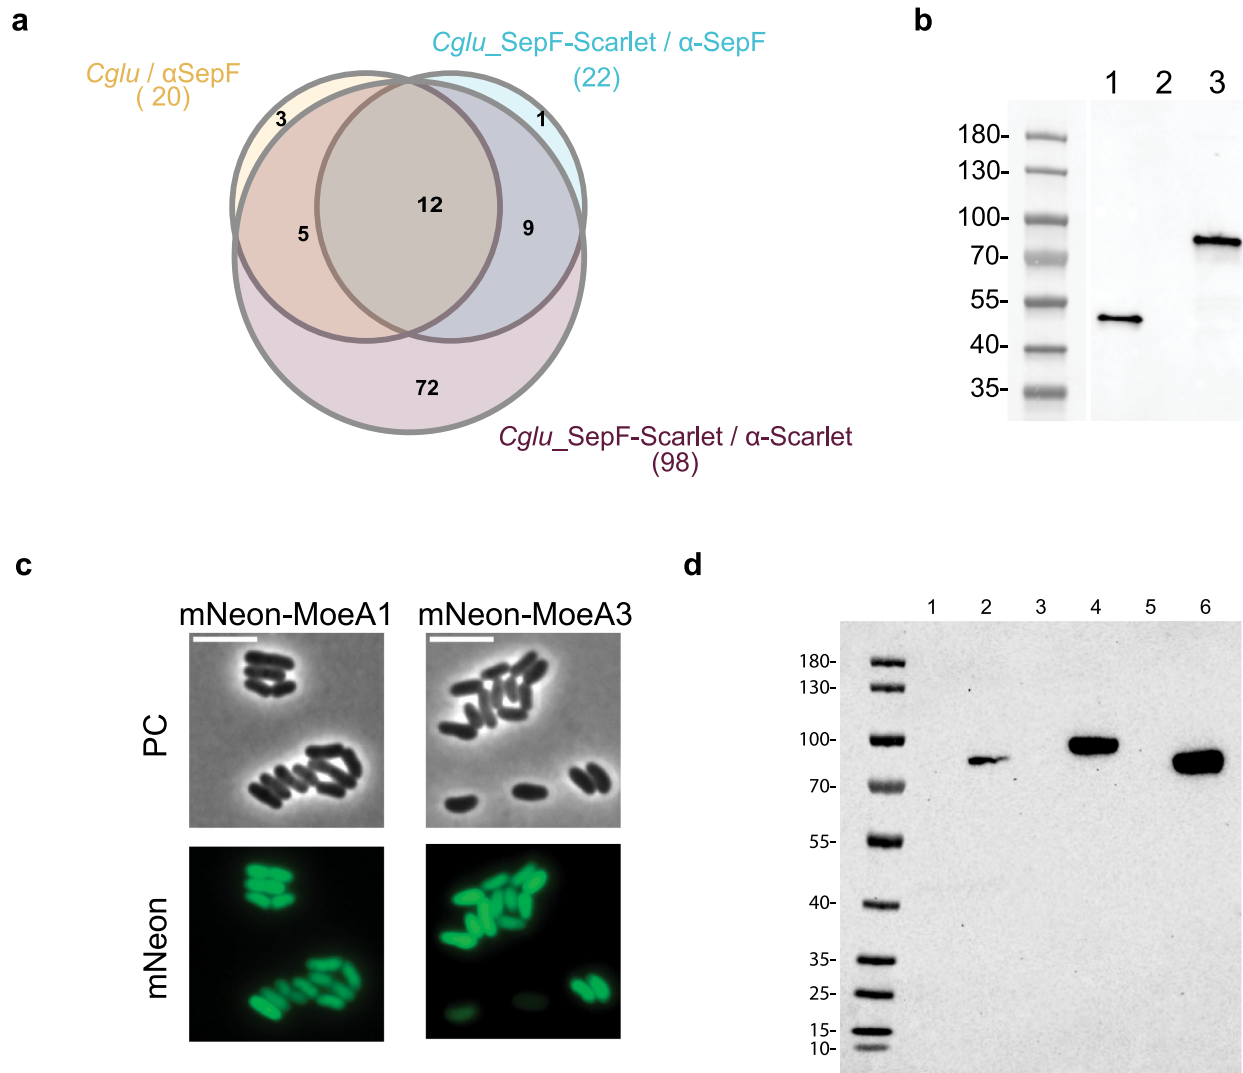 a
Cglu / αSepF
( 20)
Cglu_SepF-Scarlet / α-SepF
(22)
3
1
12
5
9
72
Cglu_SepF-Scarlet / α-Scarlet
(98)
b
1 2 3
180-
130-
100-
70-
55-
40-
35-
c
mNeon-MoeA1 mNeon-MoeA3
PC
mNeon
d
1 2 3 4 5 6
180-
130-
100-
70-
55-
40-
35-
25-
15-
10-